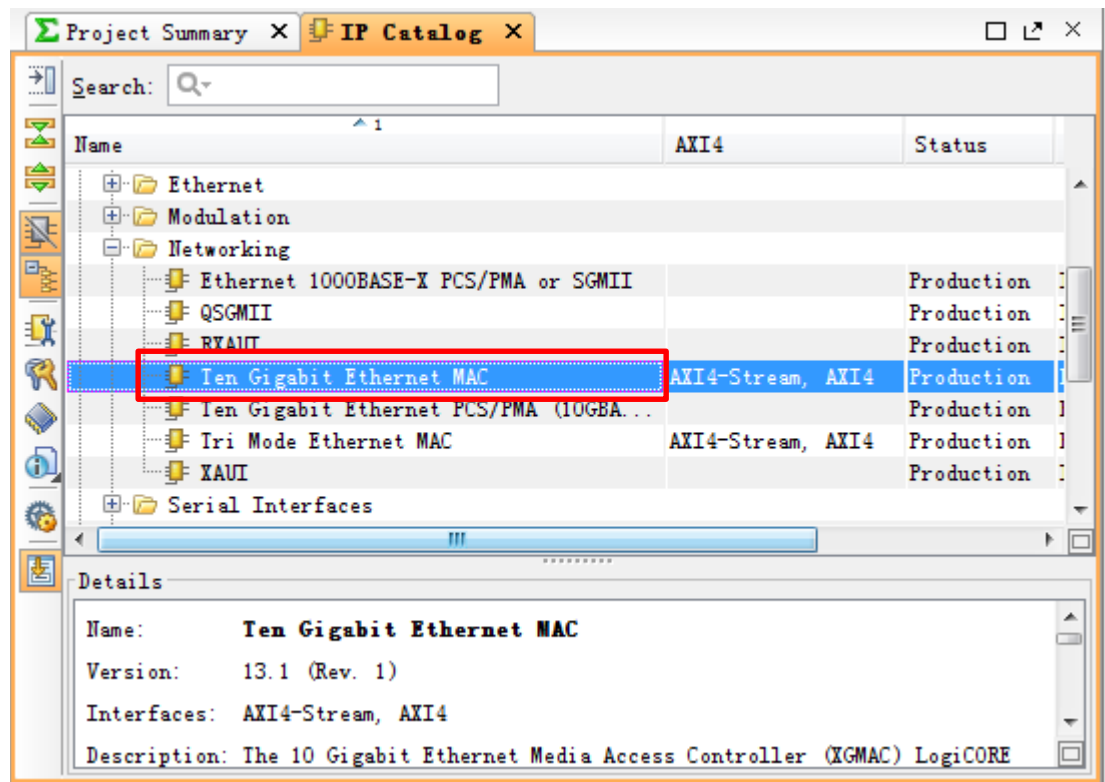 Project Summary X IP Catalog X
Search:
1
Name AXI4 Status
Ethernet
Modulation
Networking
Ethernet 1000BASE-X PCS/PMA or SGMII Production
QSGMII Production
RXAUI Production
Ten Gigabit Ethernet MAC AXI4-Stream, AXI4 Production
Ten Gigabit Ethernet PCS/PMA (10GBA... Production
Tri Mode Ethernet MAC AXI4-Stream, AXI4 Production
XAUI Production
Serial Interfaces
Details
Name: Ten Gigabit Ethernet MAC
Version: 13.1 (Rev. 1)
Interfaces: AXI4-Stream, AXI4
Description: The 10 Gigabit Ethernet Media Access Controller (XGMAC) LogiCORE